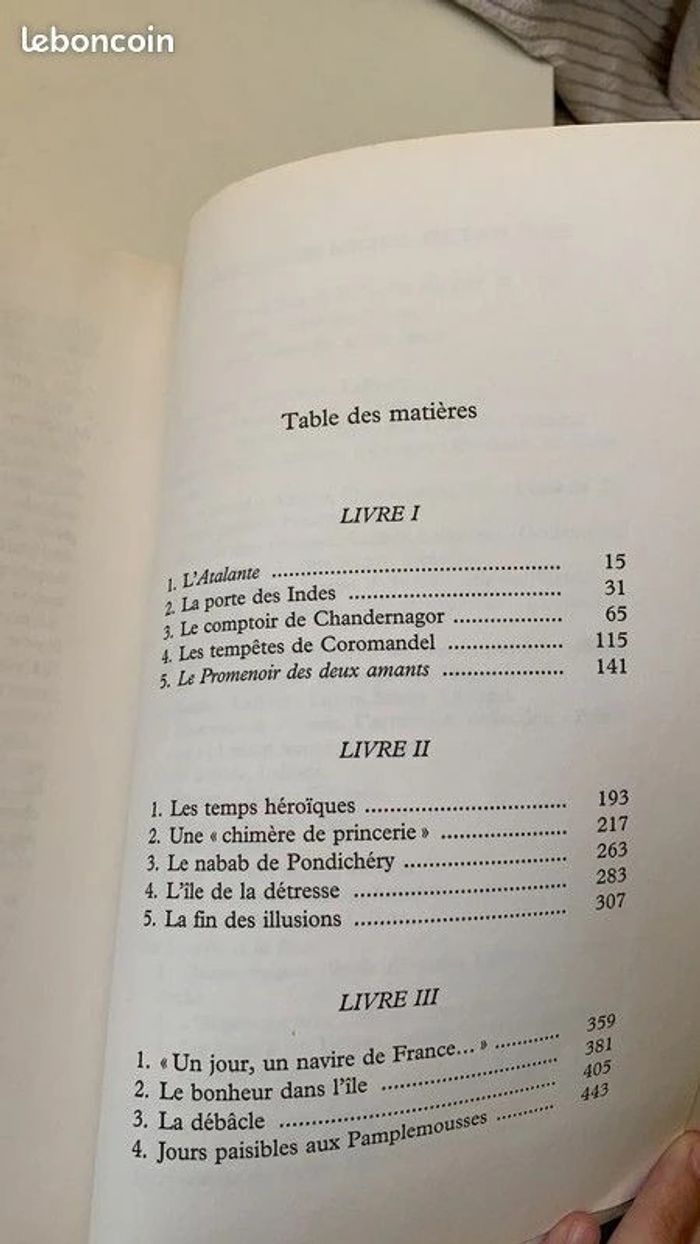 leboncoin
Table des matières
LIVRE I
1. L'Atalante ........................................ 15
2. La porte des Indes ........................................ 31
3. Le comptoir de Chandernagor .................. 65
4. Les tempêtes de Coromandel ................... 115
5. Le Promenoir des deux amants .................... 141
LIVRE II
1. Les temps héroïques ................................. 193
2. Une « chimère de princerie » .................... 217
3. Le nabab de Pondichéry .......................... 263
4. L'île de la détresse .................................. 283
5. La fin des illusions .................................. 307
LIVRE III
1. « Un jour, un navire de France... » ........... 359
2. Le bonheur dans l'île ............................ 381
3. La débâcle ............................................ 405
4. Jours paisibles aux Pamplemousses .......... 443